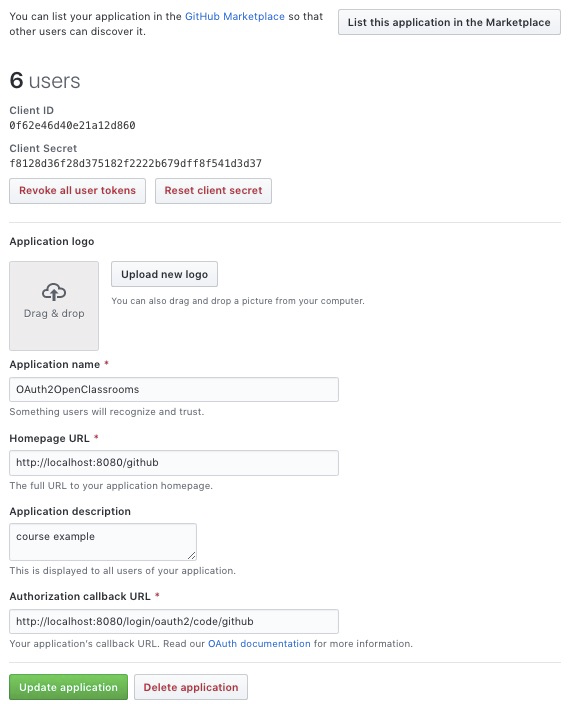 You can list your application in the GitHub Marketplace so that
other users can discover it.
List this application in the Marketplace
6 users
Client ID
0f62e46d40e21a12d860
Client Secret
f8128d36f28d375182f2222b679dff8f541d3d37
Revoke all user tokens
Reset client secret
Application logo
Drag & drop
Upload new logo
You can also drag and drop a picture from your computer.
Application name *
OAuth2OpenClassrooms
Something users will recognize and trust.
Homepage URL *
http://localhost:8080/github
The full URL to your application homepage.
Application description
course example
This is displayed to all users of your application.
Authorization callback URL *
http://localhost:8080/login/oauth2/code/github
Your application's callback URL. Read our OAuth documentation for more information.
Update application
Delete application